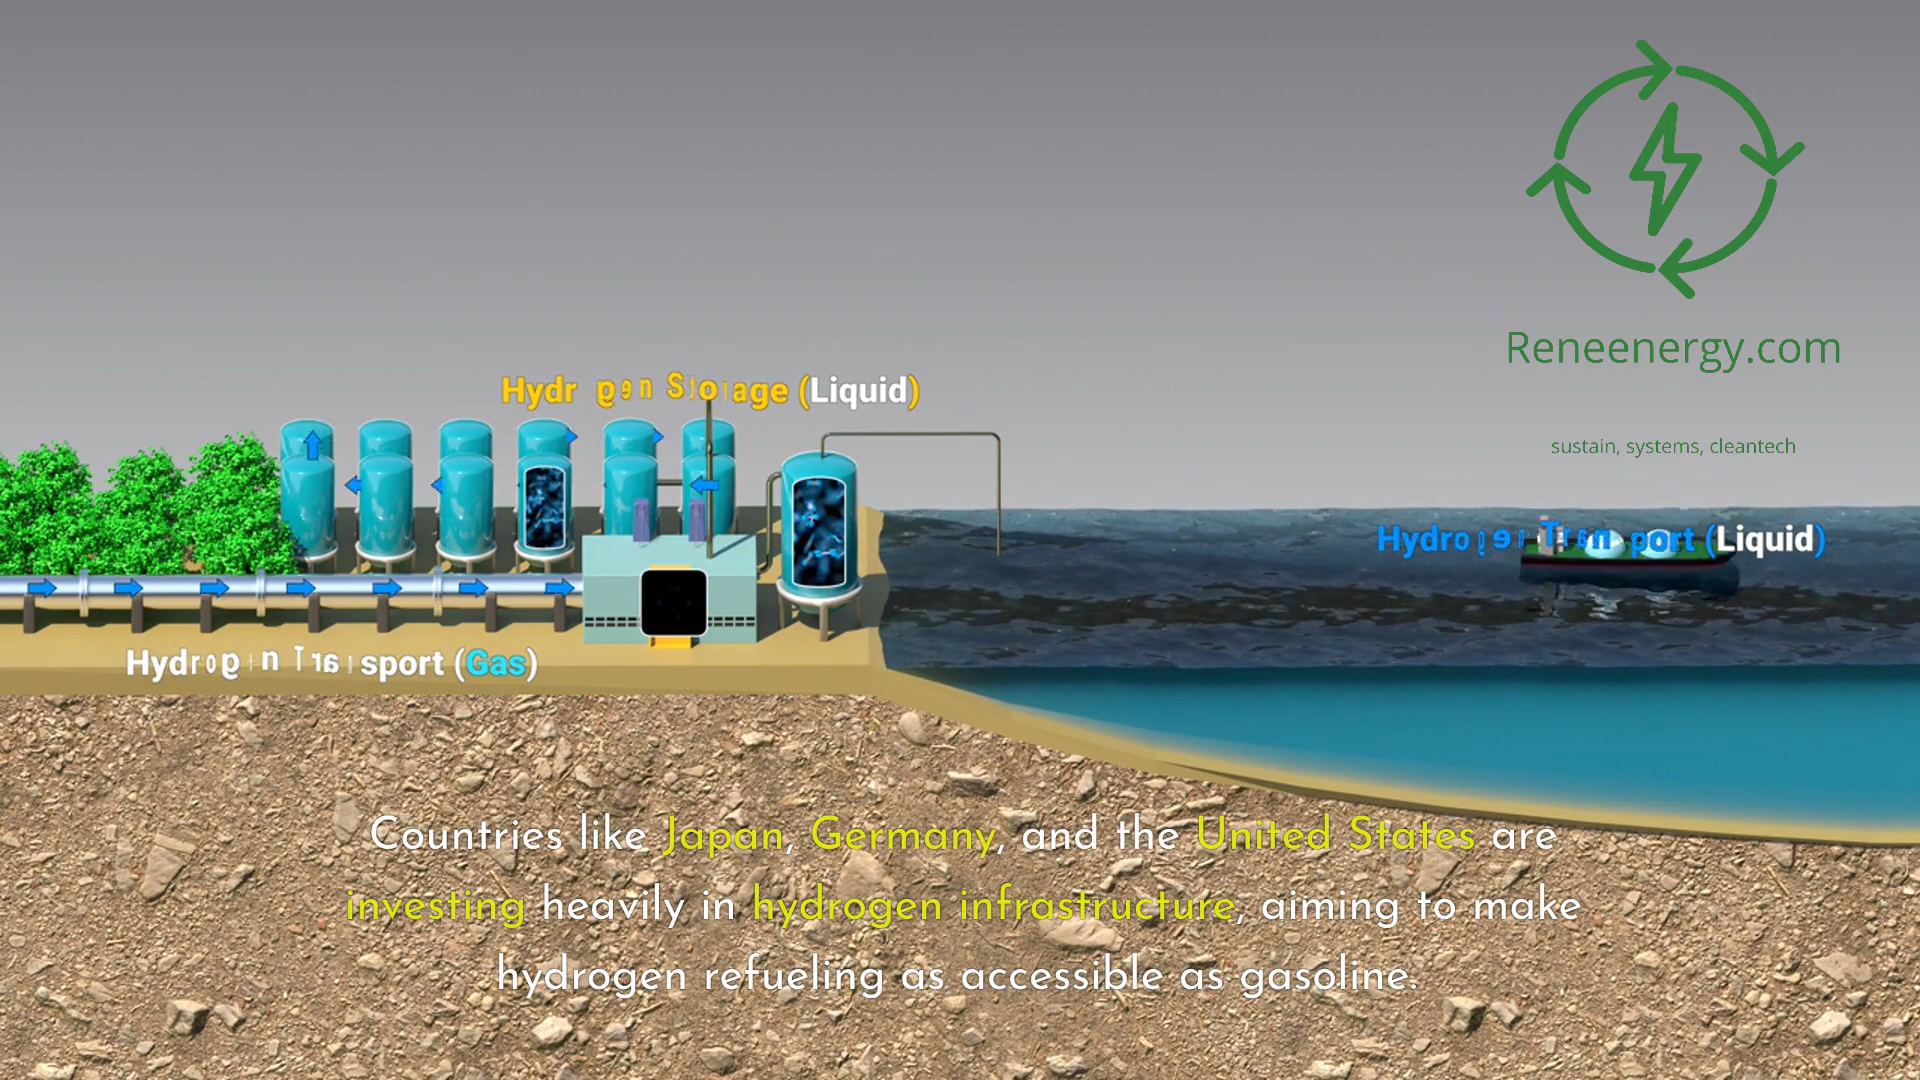 Reneenergy.com
sustain, systems, cleantech
(Liquid)
(Liquid)
(Gas)
Countries like Japan, Germany, and the United States are
investing heavily in hydrogen infrastructure, aiming to make
hydrogen refueling as accessible as gasoline.